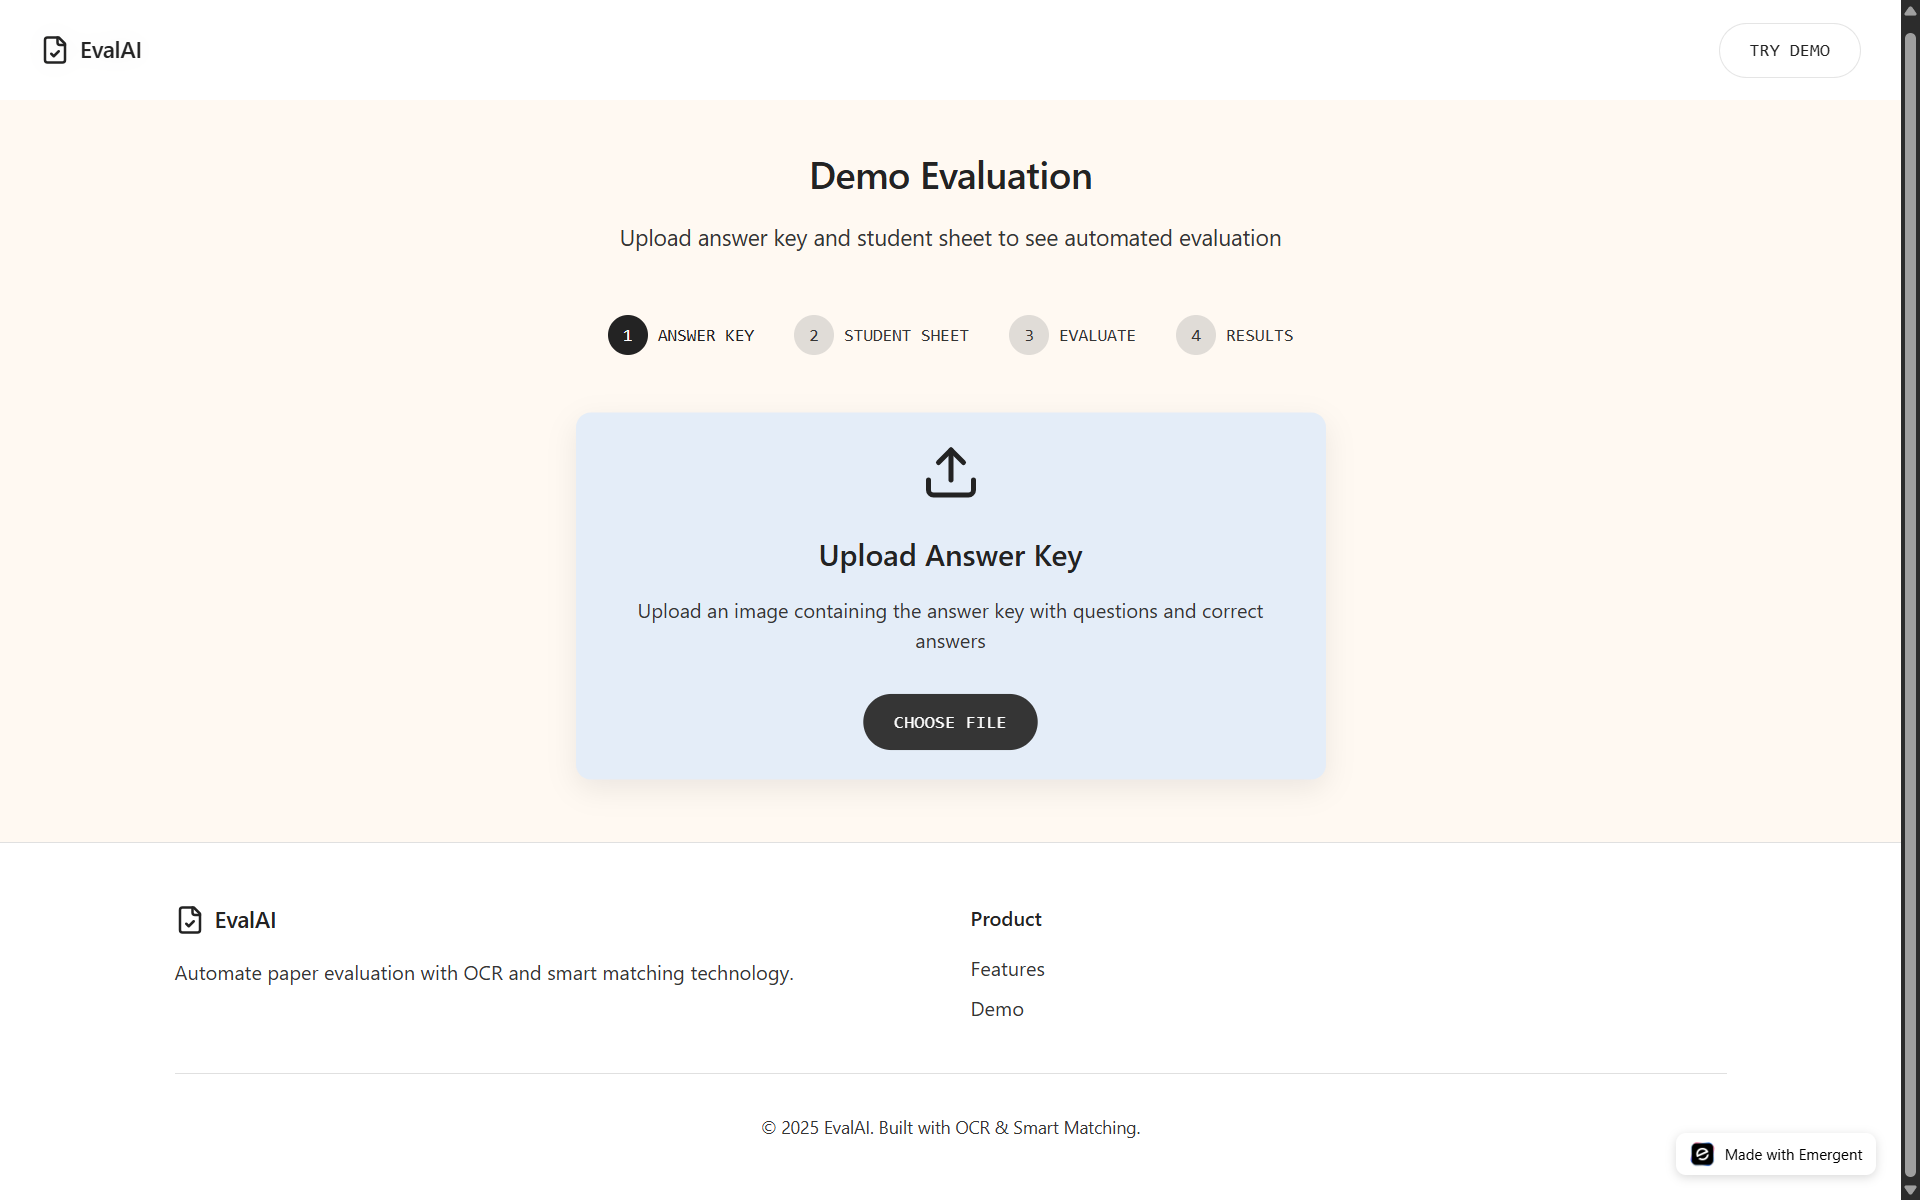 EvalAI
TRY DEMO
Demo Evaluation
Upload answer key and student sheet to see automated evaluation
1 ANSWER KEY
2 STUDENT SHEET
3 EVALUATE
4 RESULTS
Upload Answer Key
Upload an image containing the answer key with questions and correct
answers
CHOOSE FILE
EvalAI
Automate paper evaluation with OCR and smart matching technology.
Product
Features
Demo
© 2025 EvalAI. Built with OCR & Smart Matching.
Made with Emergent